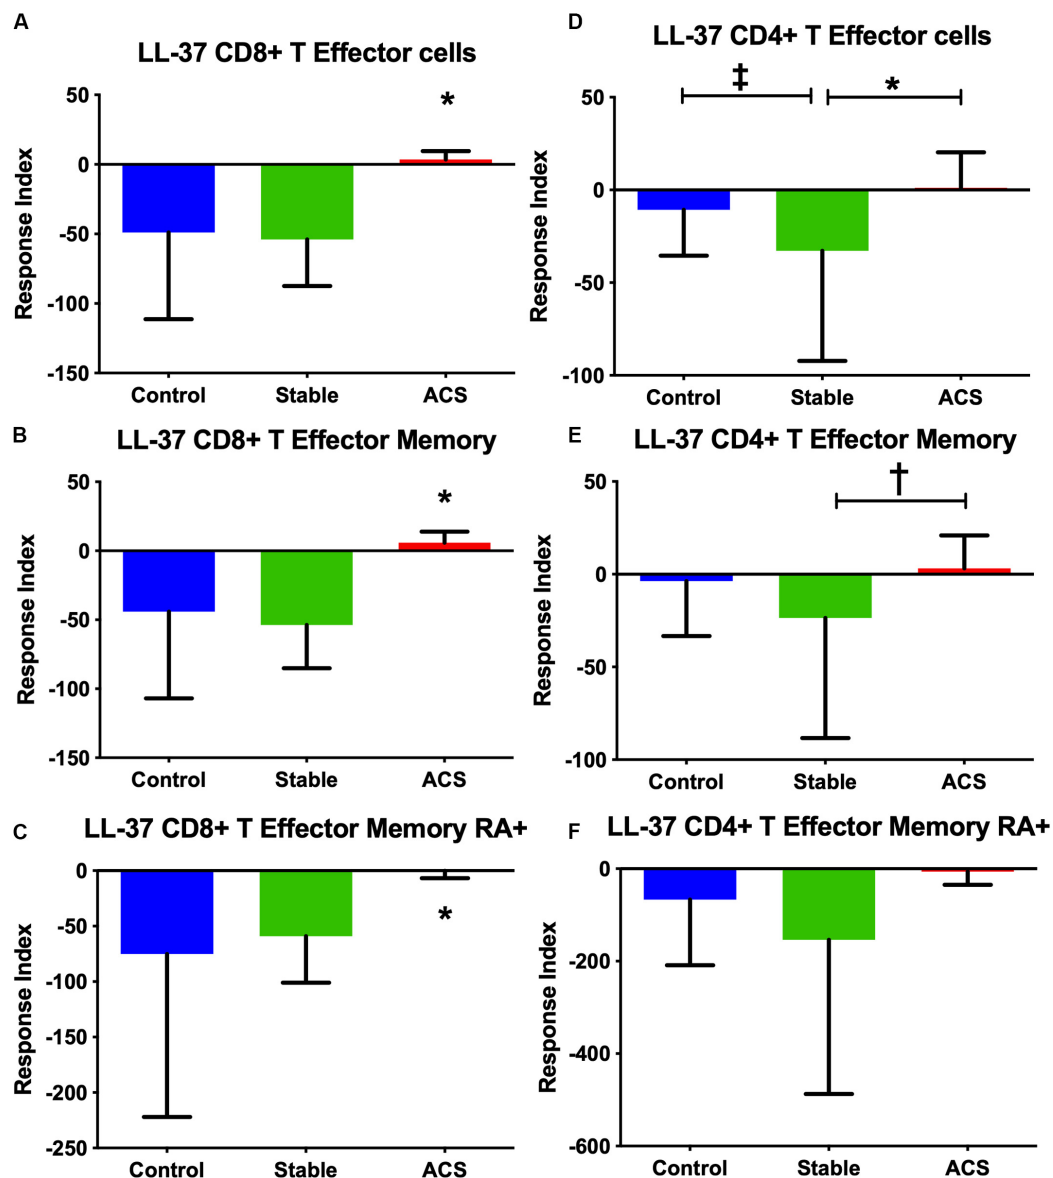 A
LL-37 CD8+ T Effector cells
*
50
0
-50
-100
-150
Response Index
Control Stable ACS
D
LL-37 CD4+ T Effector cells
‡ *
50
0
-50
-100
Response Index
Control Stable ACS
B
LL-37 CD8+ T Effector Memory
*
50
0
-50
-100
-150
Response Index
Control Stable ACS
E
LL-37 CD4+ T Effector Memory
†
50
0
-50
-100
Response Index
Control Stable ACS
C
LL-37 CD8+ T Effector Memory RA+
0
-50
-100
-150
-200
-250
Response Index
*
Control Stable ACS
F
LL-37 CD4+ T Effector Memory RA+
0
-200
-400
-600
Response Index
Control Stable ACS